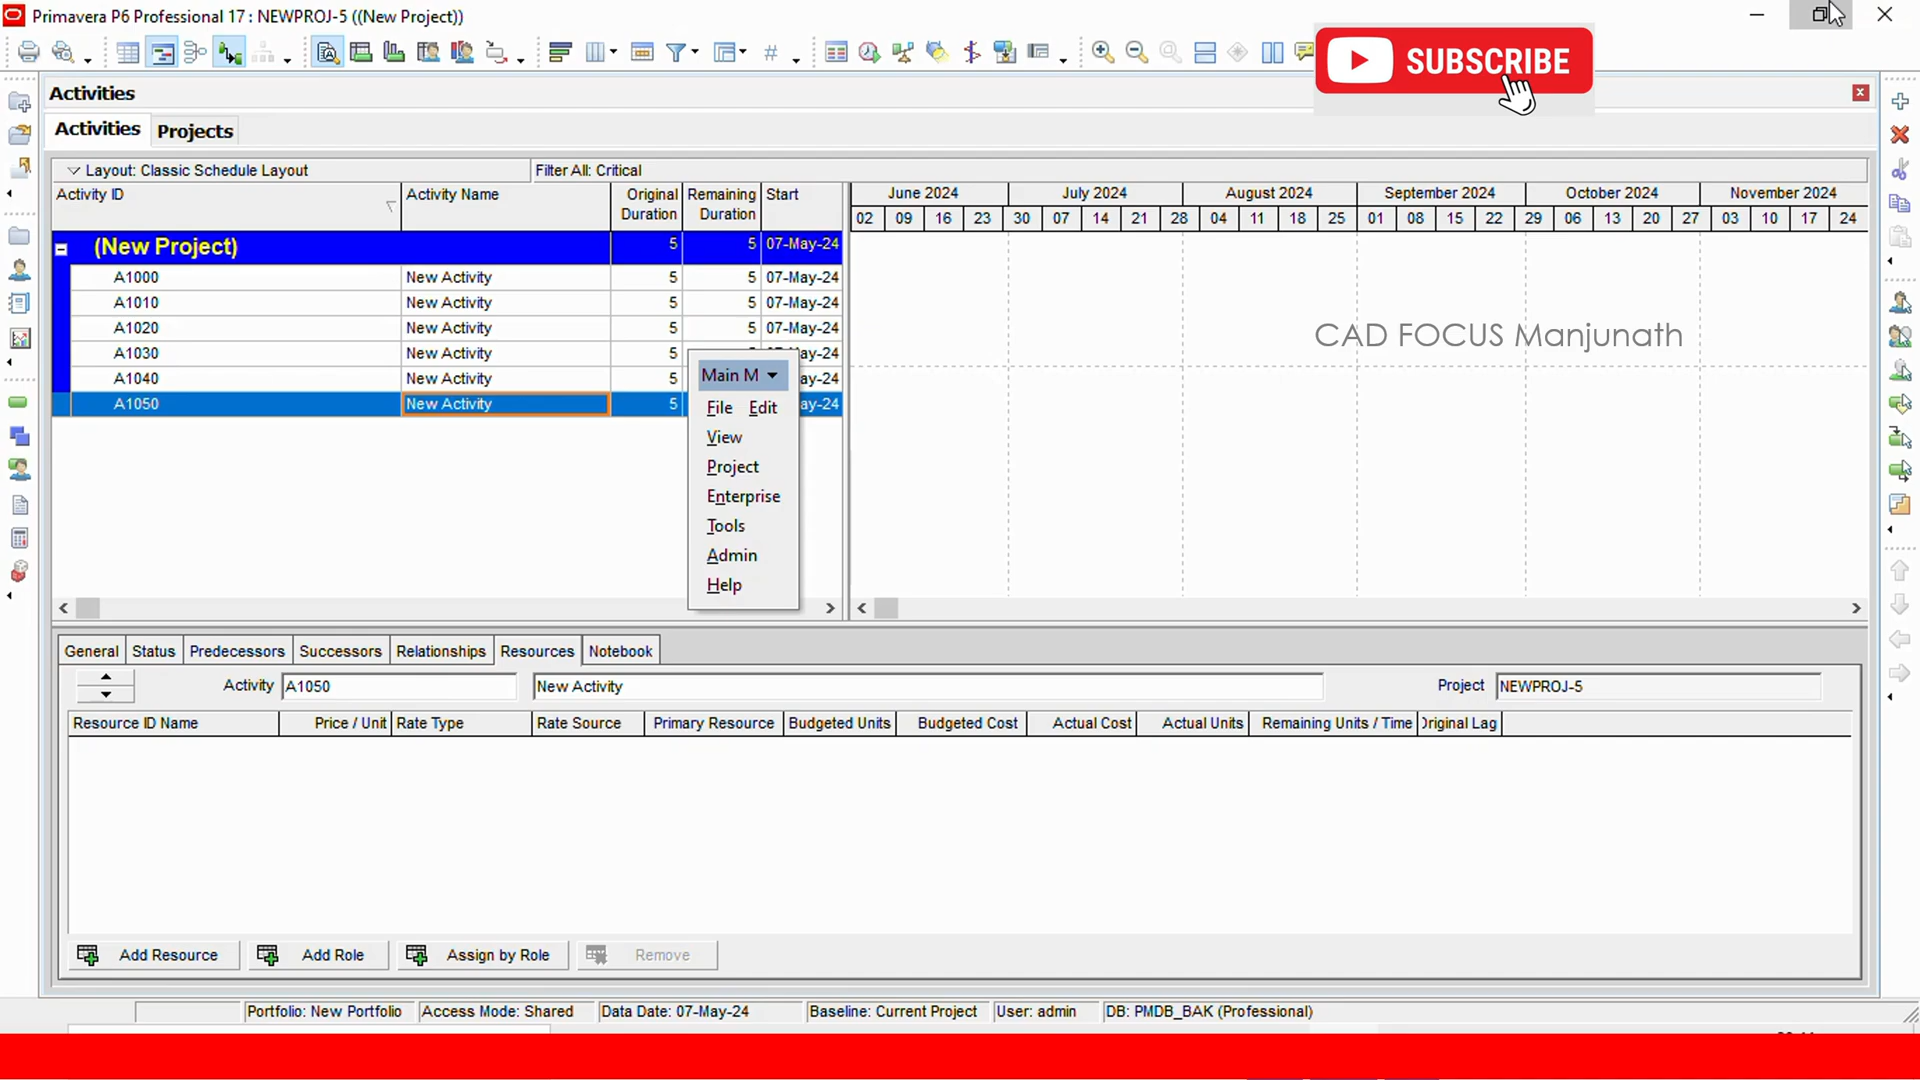 Primavera P6 Professional 17 : NEWPROJ-5 ((New Project))
SUBSCRIBE
Activities
Activities Projects
Layout: Classic Schedule Layout Filter All: Critical
Activity ID Activity Name Original Duration Remaining Duration Start
June 2024 July 2024 August 2024 September 2024 October 2024 November 2024
02 09 16 23 30 07 14 21 28 04 11 18 25 01 08 15 22 29 06 13 20 27 03 10 17 24
(New Project) 5 5 07-May-24
A1000 New Activity 5 5 07-May-24
A1010 New Activity 5 5 07-May-24
A1020 New Activity 5 5 07-May-24
A1030 New Activity 5 ay-24
A1040 New Activity 5 ay-24
A1050 New Activity 5 ay-24
CAD FOCUS Manjunath
Main M
File Edit
View
Project
Enterprise
Tools
Admin
Help
General Status Predecessors Successors Relationships Resources Notebook
Activity A1050 New Activity Project NEWPROJ-5
Resource ID Name Price / Unit Rate Type Rate Source Primary Resource Budgeted Units Budgeted Cost Actual Cost Actual Units Remaining Units / Time Original Lag
Add Resource Add Role Assign by Role Remove
Portfolio: New Portfolio Access Mode: Shared Data Date: 07-May-24 Baseline: Current Project User: admin DB: PMDB_BAK (Professional)